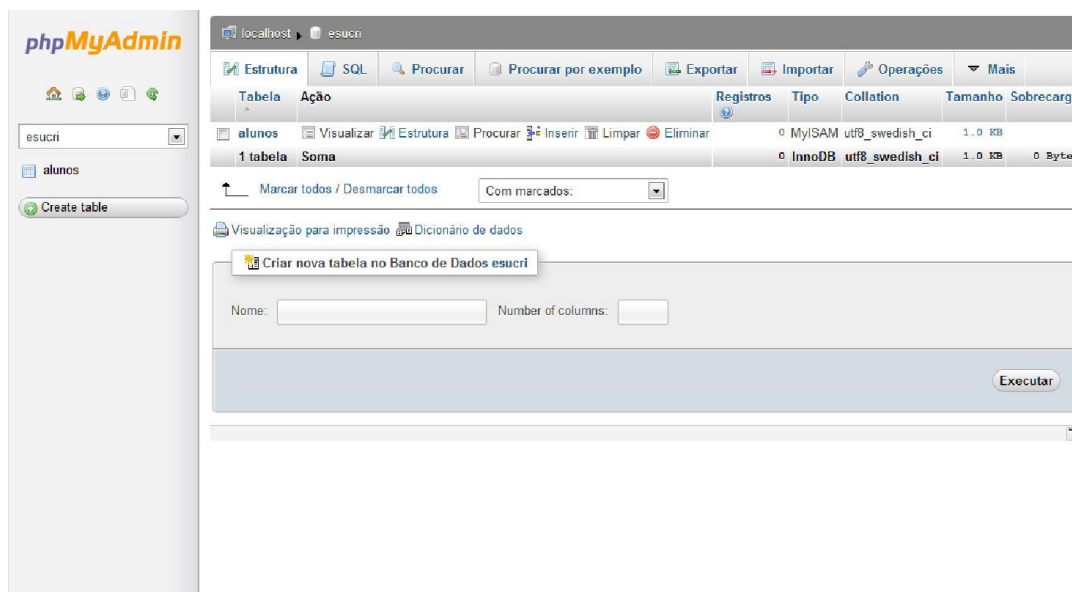 phpMyAdmin
esucri
alunos
Create table
localhost esucri
Estrutura SQL Procurar Procurar por exemplo Exportar Importar Operações Mais
Tabela Ação Registros Tipo Collation Tamanho Sobrecarg
alunos Visualizar Estrutura Procurar Inserir Limpar Eliminar 0 MyISAM utf8_swedish_ci 1.0 KB
1 tabela Soma 0 InnoDB utf8_swedish_ci 1.0 KB 0 Byte
Marcar todos / Desmarcar todos Com marcados:
Visualização para impressão Dicionário de dados
Criar nova tabela no Banco de Dados esucri
Nome: Number of columns:
Executar